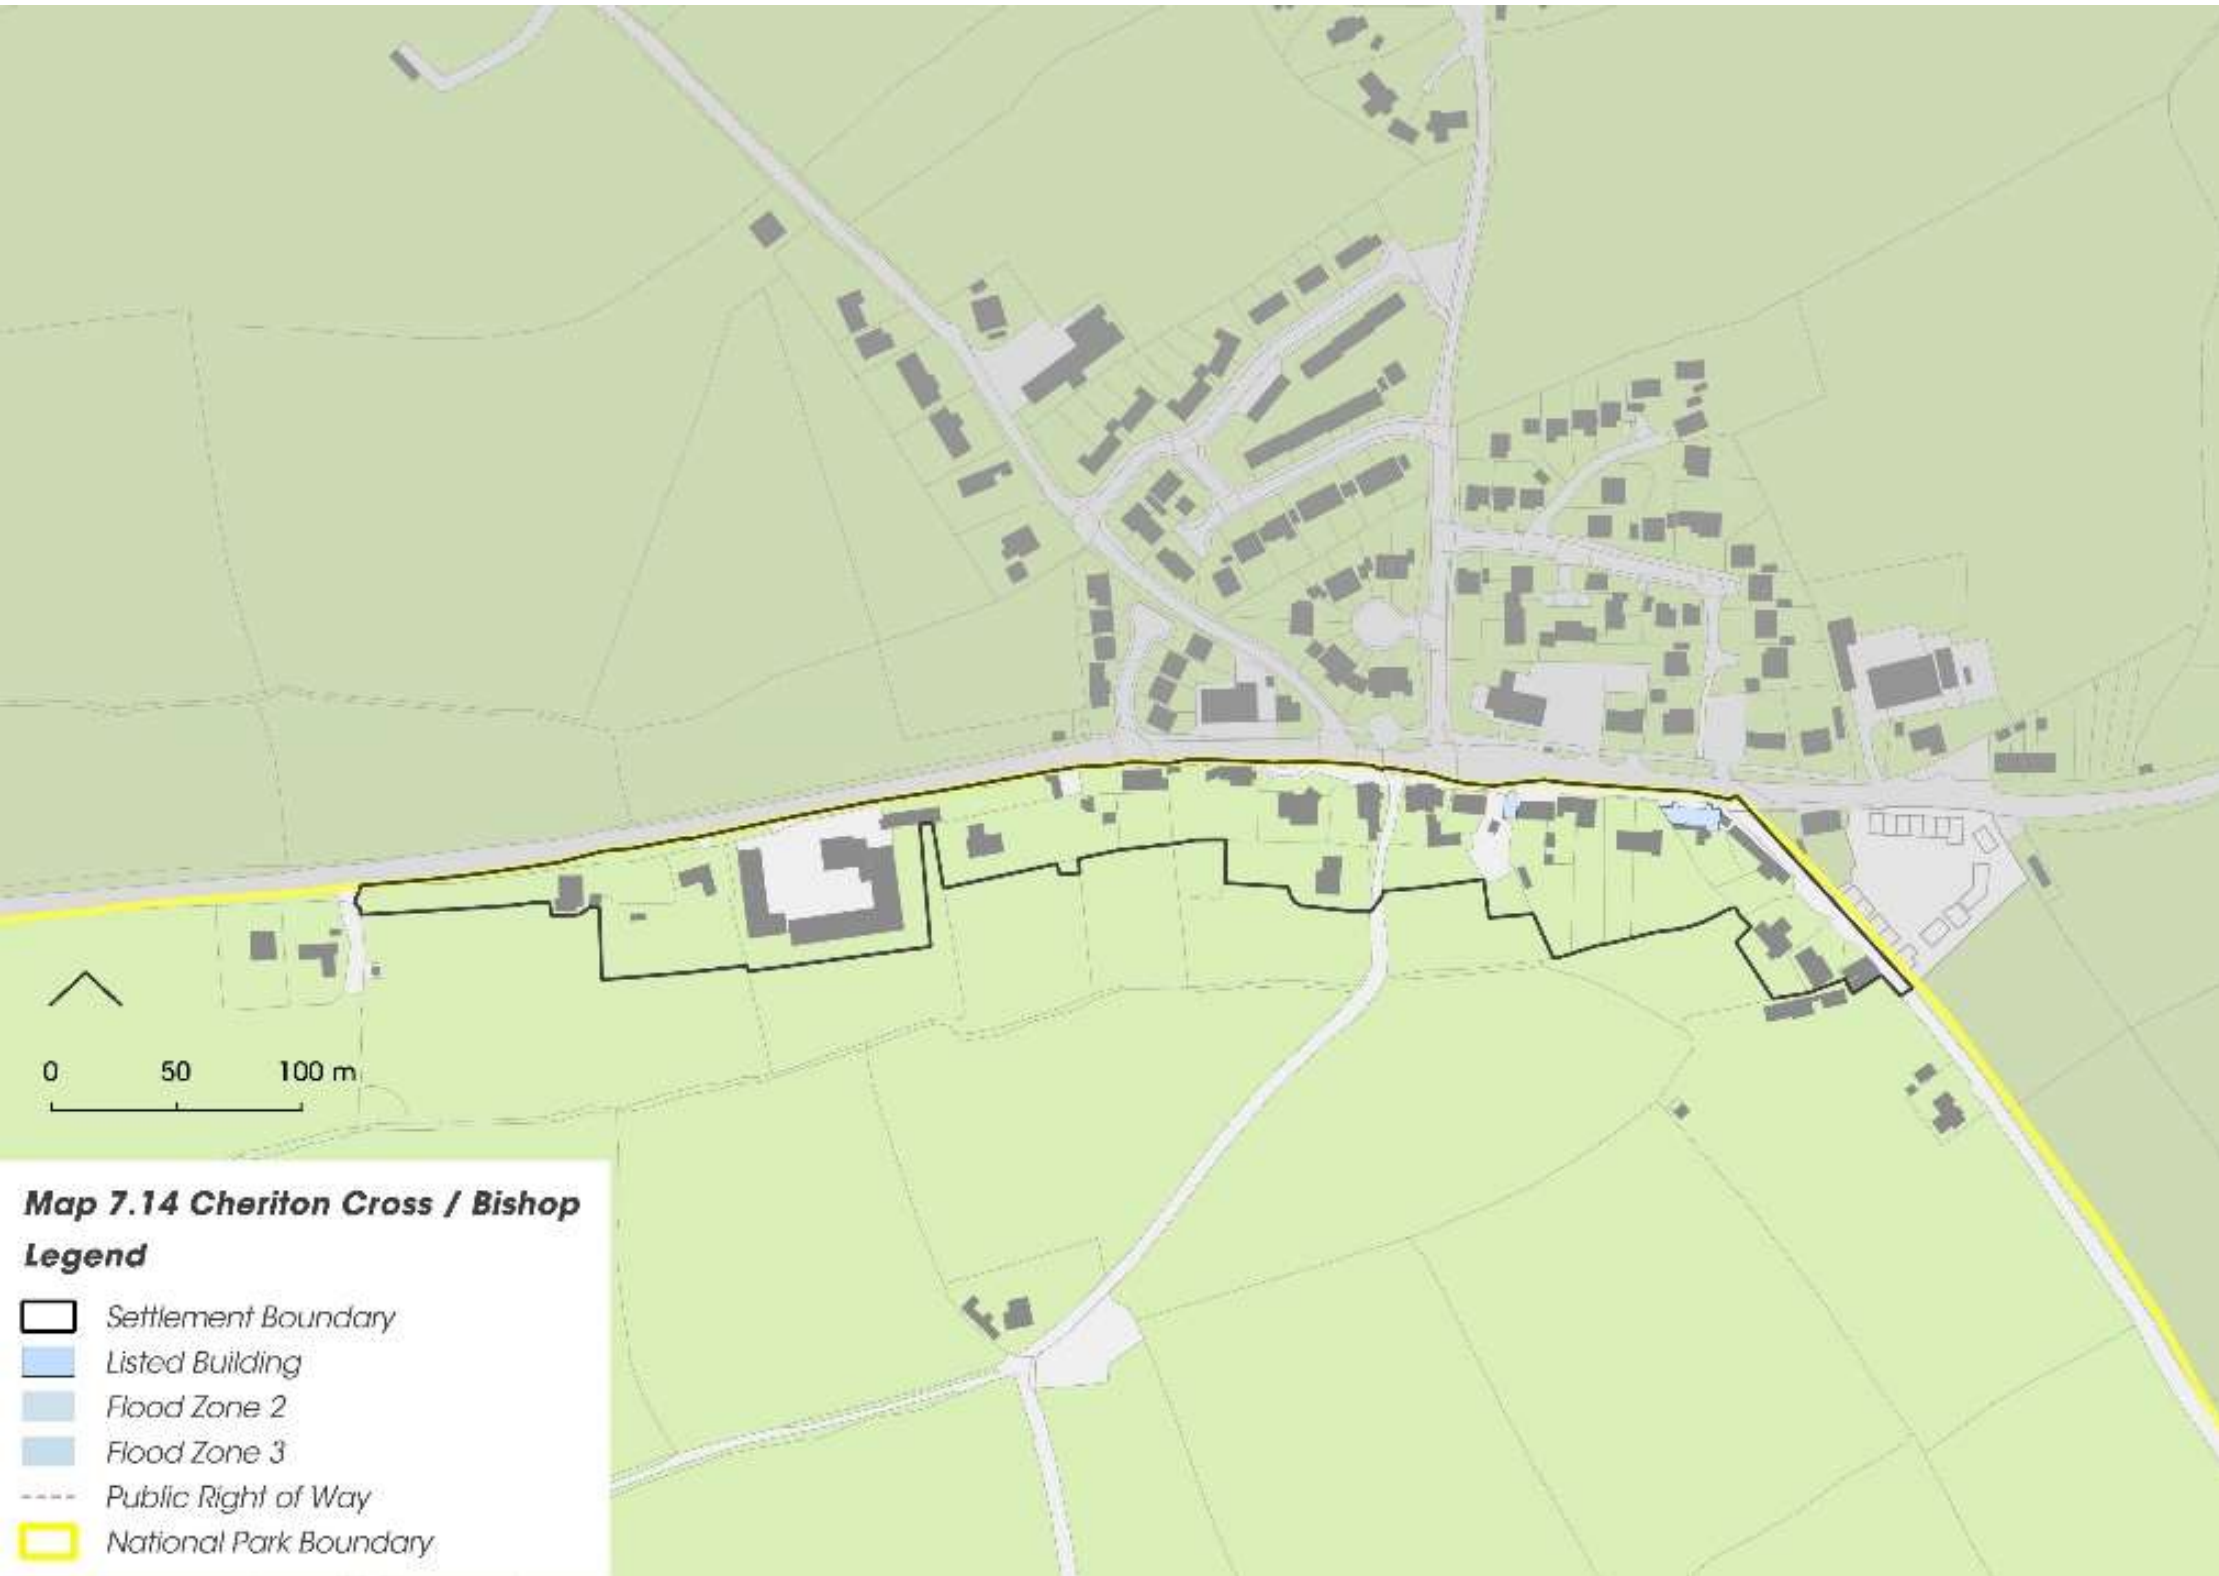 0 50 100 m
Map 7.14 Cheriton Cross / Bishop
Legend
Settlement Boundary
Listed Building
Flood Zone 2
Flood Zone 3
Public Right of Way
National Park Boundary